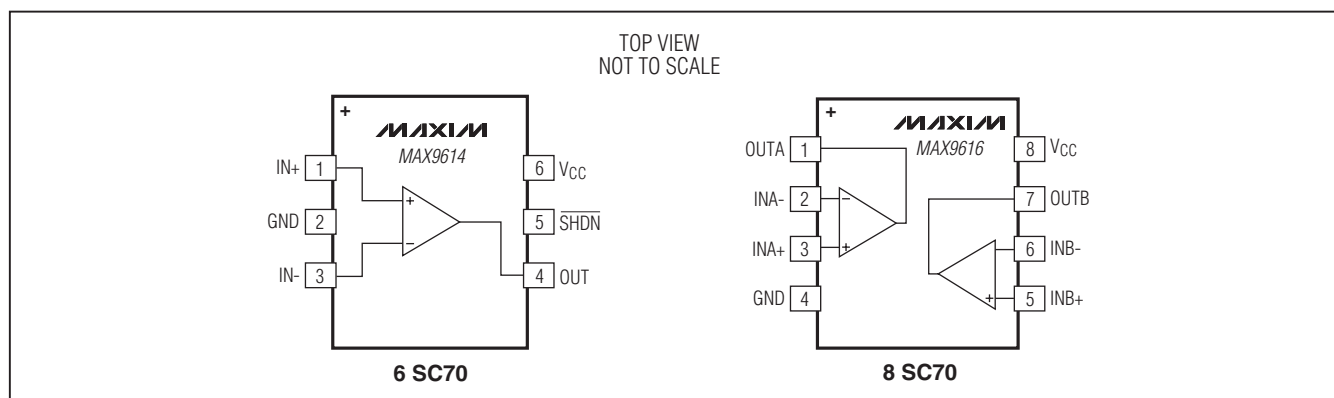 TOP VIEW
NOT TO SCALE
+
MAXIM
MAX9614
IN+ 1
GND 2
IN- 3
6 VCC
5 SHDN
4 OUT
+
−
6 SC70
+
MAXIM
MAX9616
OUTA 1
INA- 2
INA+ 3
GND 4
8 VCC
7 OUTB
6 INB-
5 INB+
−
+
+
8 SC70